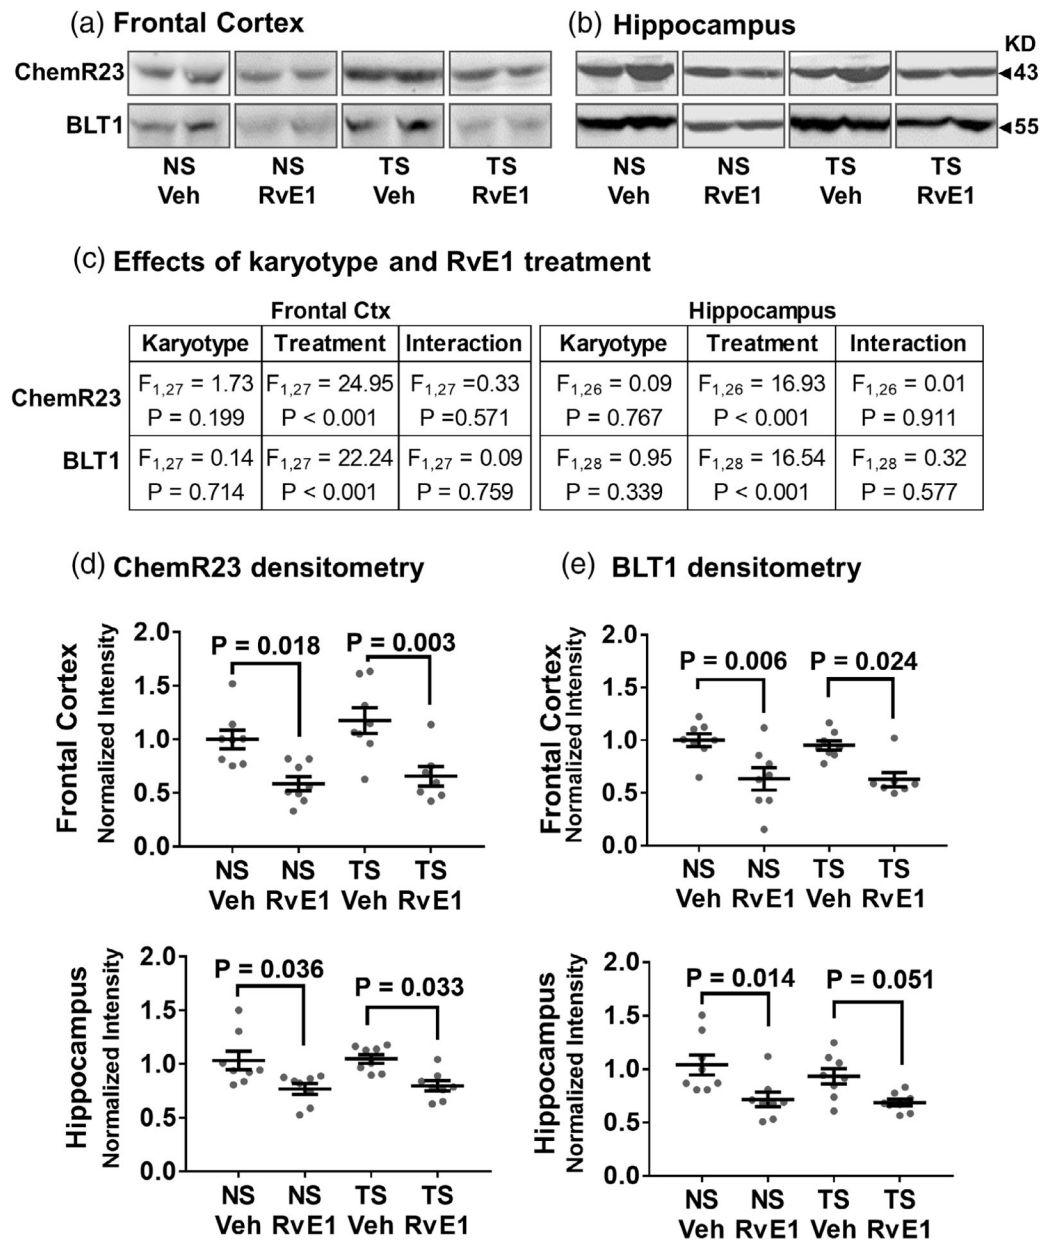 (a) Frontal Cortex
(b) Hippocampus
KD
ChemR23
◄43
BLT1
◄55
NS Veh
NS RvE1
TS Veh
TS RvE1
NS Veh
NS RvE1
TS Veh
TS RvE1
(c) Effects of karyotype and RvE1 treatment
Frontal Ctx
Hippocampus
Karyotype Treatment Interaction Karyotype Treatment Interaction
ChemR23
F1,27 = 1.73 F1,27 = 24.95 F1,27 =0.33 F1,26 = 0.09 F1,26 = 16.93 F1,26 = 0.01
P = 0.199 P < 0.001 P =0.571 P = 0.767 P < 0.001 P = 0.911
BLT1
F1,27 = 0.14 F1,27 = 22.24 F1,27 = 0.09 F1,28 = 0.95 F1,28 = 16.54 F1,28 = 0.32
P = 0.714 P < 0.001 P = 0.759 P = 0.339 P < 0.001 P = 0.577
(d) ChemR23 densitometry
Frontal Cortex
Normalized Intensity
2.0
1.5
1.0
0.5
0.0
P = 0.018
P = 0.003
NS NS TS TS
Veh RvE1 Veh RvE1
Hippocampus
Normalized Intensity
2.0
1.5
1.0
0.5
0.0
P = 0.036
P = 0.033
NS NS TS TS
Veh RvE1 Veh RvE1
(e) BLT1 densitometry
Frontal Cortex
Normalized Intensity
2.0
1.5
1.0
0.5
0.0
P = 0.006
P = 0.024
NS NS TS TS
Veh RvE1 Veh RvE1
Hippocampus
Normalized Intensity
2.0
1.5
1.0
0.5
0.0
P = 0.014
P = 0.051
NS NS TS TS
Veh RvE1 Veh RvE1